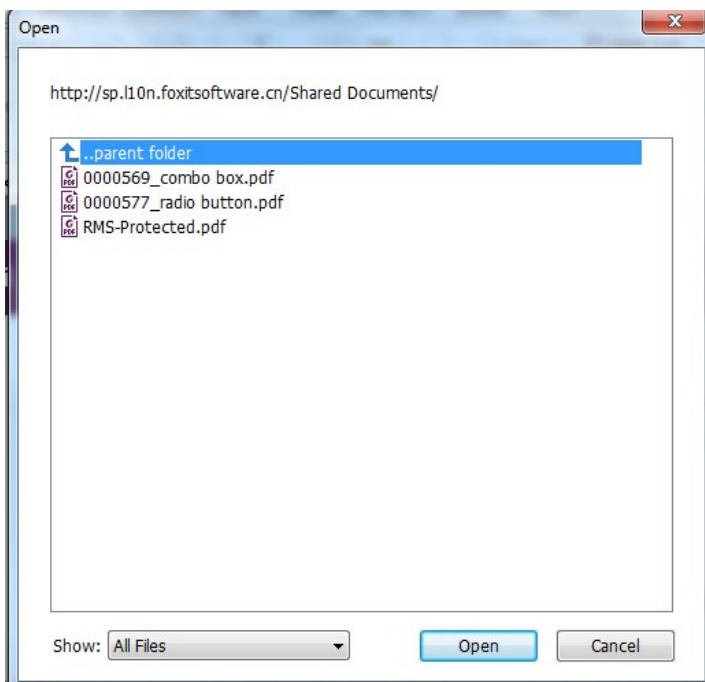 Open
http://sp.l10n.foxitsoftware.cn/Shared Documents/
..parent folder
0000569_combo box.pdf
0000577_radio button.pdf
RMS-Protected.pdf
Show: All Files Open Cancel